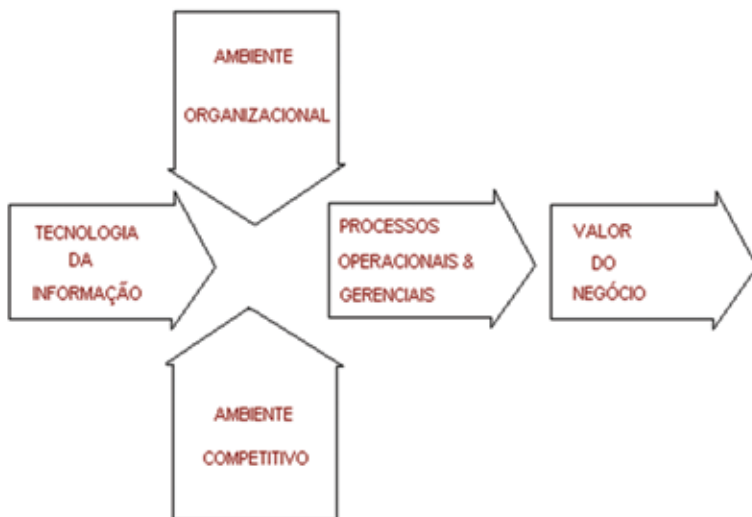 AMBIENTE
ORGANIZACIONAL
TECNOLOGIA
DA
INFORMAÇÃO
PROCESSOS
OPERACIONAIS &
GERENCIAIS
VALOR
DO
NEGÓCIO
AMBIENTE
COMPETITIVO